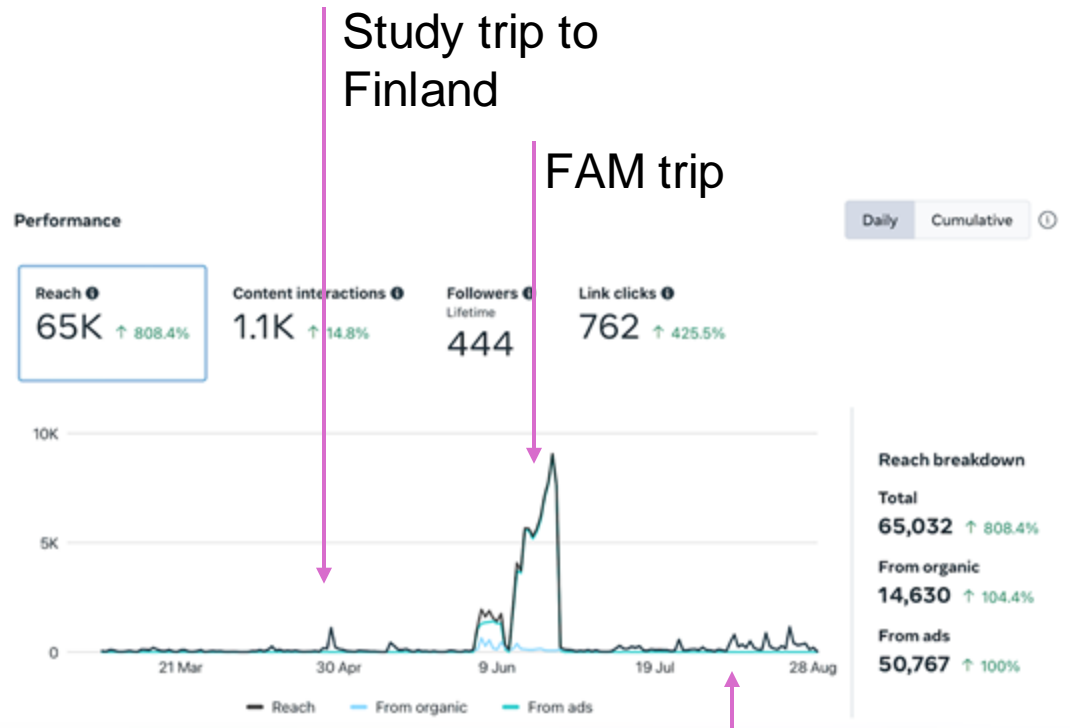 Study trip to
Finland
FAM trip
Performance
Daily Cumulative
Reach
65K ↑ 808.4%
Content interactions
1.1K ↑ 14.8%
Followers
Lifetime
444
Link clicks
762 ↑ 425.5%
10K
5K
0
21 Mar 30 Apr 9 Jun 19 Jul 28 Aug
Reach From organic From ads
Reach breakdown
Total
65,032 ↑ 808.4%
From organic
14,630 ↑ 104.4%
From ads
50,767 ↑ 100%